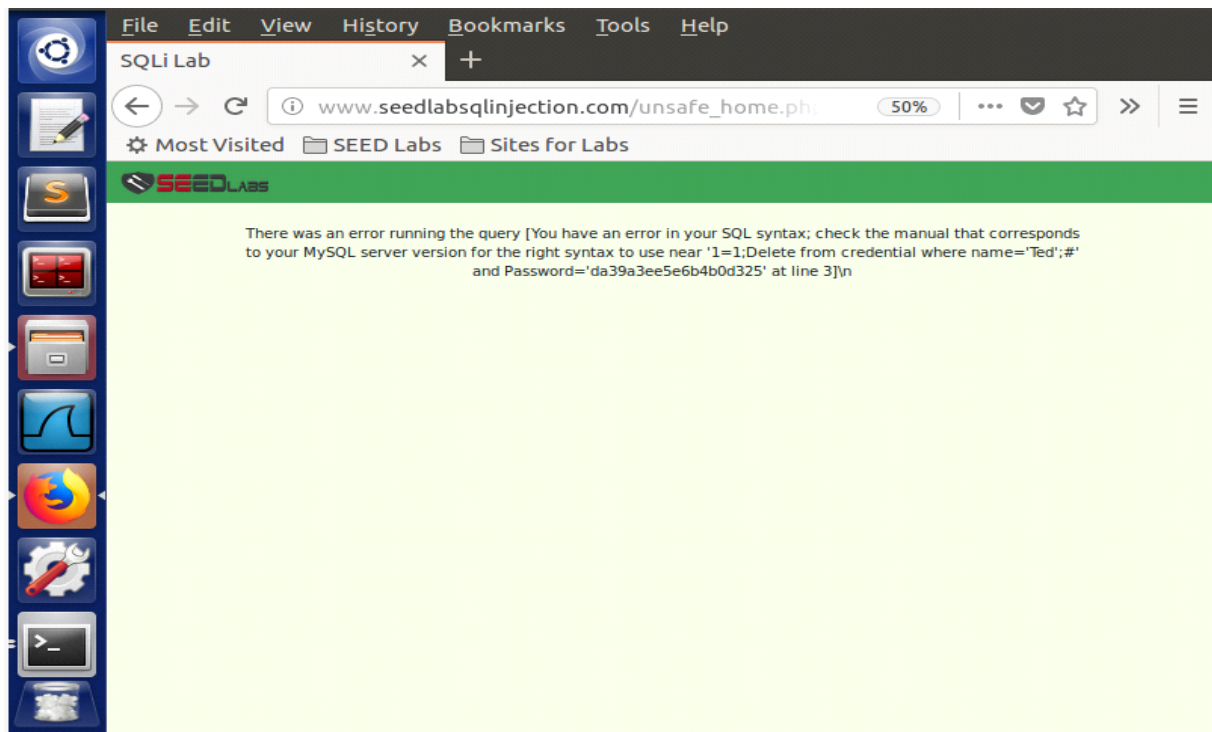 File Edit View History Bookmarks Tools Help
SQLi Lab
www.seedlabsqlinjection.com/unsafe_home.ph 50%
Most Visited SEED Labs Sites for Labs
SEEDLABS
There was an error running the query [You have an error in your SQL syntax; check the manual that corresponds
to your MySQL server version for the right syntax to use near '1=1;Delete from credential where name='Ted';#'
and Password='da39a3ee5e6b4b0d325' at line 3]\n